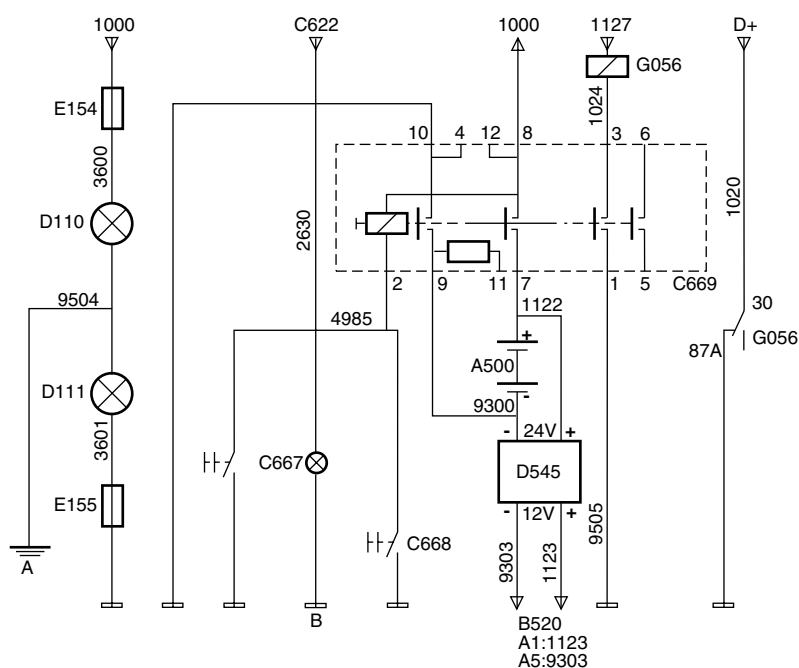 1000 C622 1000 1127 D+
G056
E154
1024
10 4 12 8 3 6
3600
D110
2630
1020
2 9 11 7 1 5
C669
9504
4985
1122
30
G056
87A
+
A500
D111
-
9300
3601
- 24V +
C667
D545
E155
- 12V +
9505
C668
9303
1123
A
B
B520
A1:1123
A5:9303